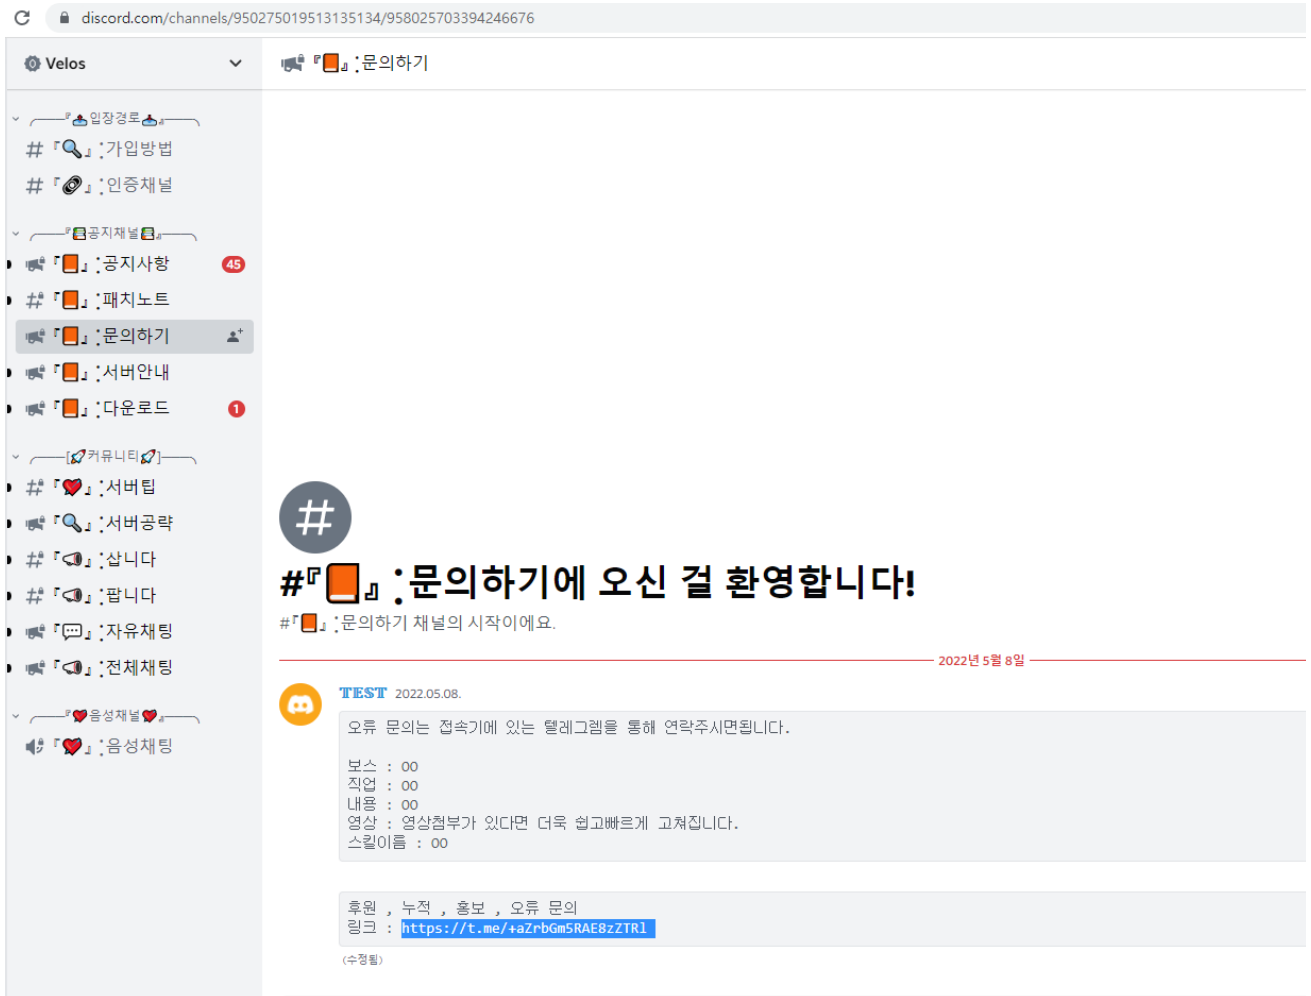 discord.com/channels/950275019513135134/958025703394246676
Velos
『📙』:문의하기
╭───『📥입장경로📥』───╮
# 『🔍』:가입방법
# 『🔗』:인증채널
╭───『📗공지채널📗』───╮
『📙』:공지사항 45
『📙』:패치노트
『📙』:문의하기
『📙』:서버안내
『📙』:다운로드 1
╭───[🚀커뮤니티🚀]───╮
『💘』:서버팁
『🔍』:서버공략
『📣』:삽니다
『📣』:팝니다
『💬』:자유채팅
『📣』:전체채팅
╭───『💘음성채널💘』───╮
『💘』:음성채팅
#『📙』:문의하기에 오신 걸 환영합니다!
#『📙』:문의하기 채널의 시작이에요.
2022년 5월 8일
TEST 2022.05.08.
오류 문의는 접속기에 있는 텔레그렘을 통해 연락주시면됩니다.
보스 : 00
직업 : 00
내용 : 00
영상 : 영상첨부가 있다면 더욱 쉽고빠르게 고쳐집니다.
스킬이름 : 00
후원 , 누적 , 홍보 , 오류 문의
링크 : https://t.me/+aZrbGm5RAE8zZTRl
(수정됨)